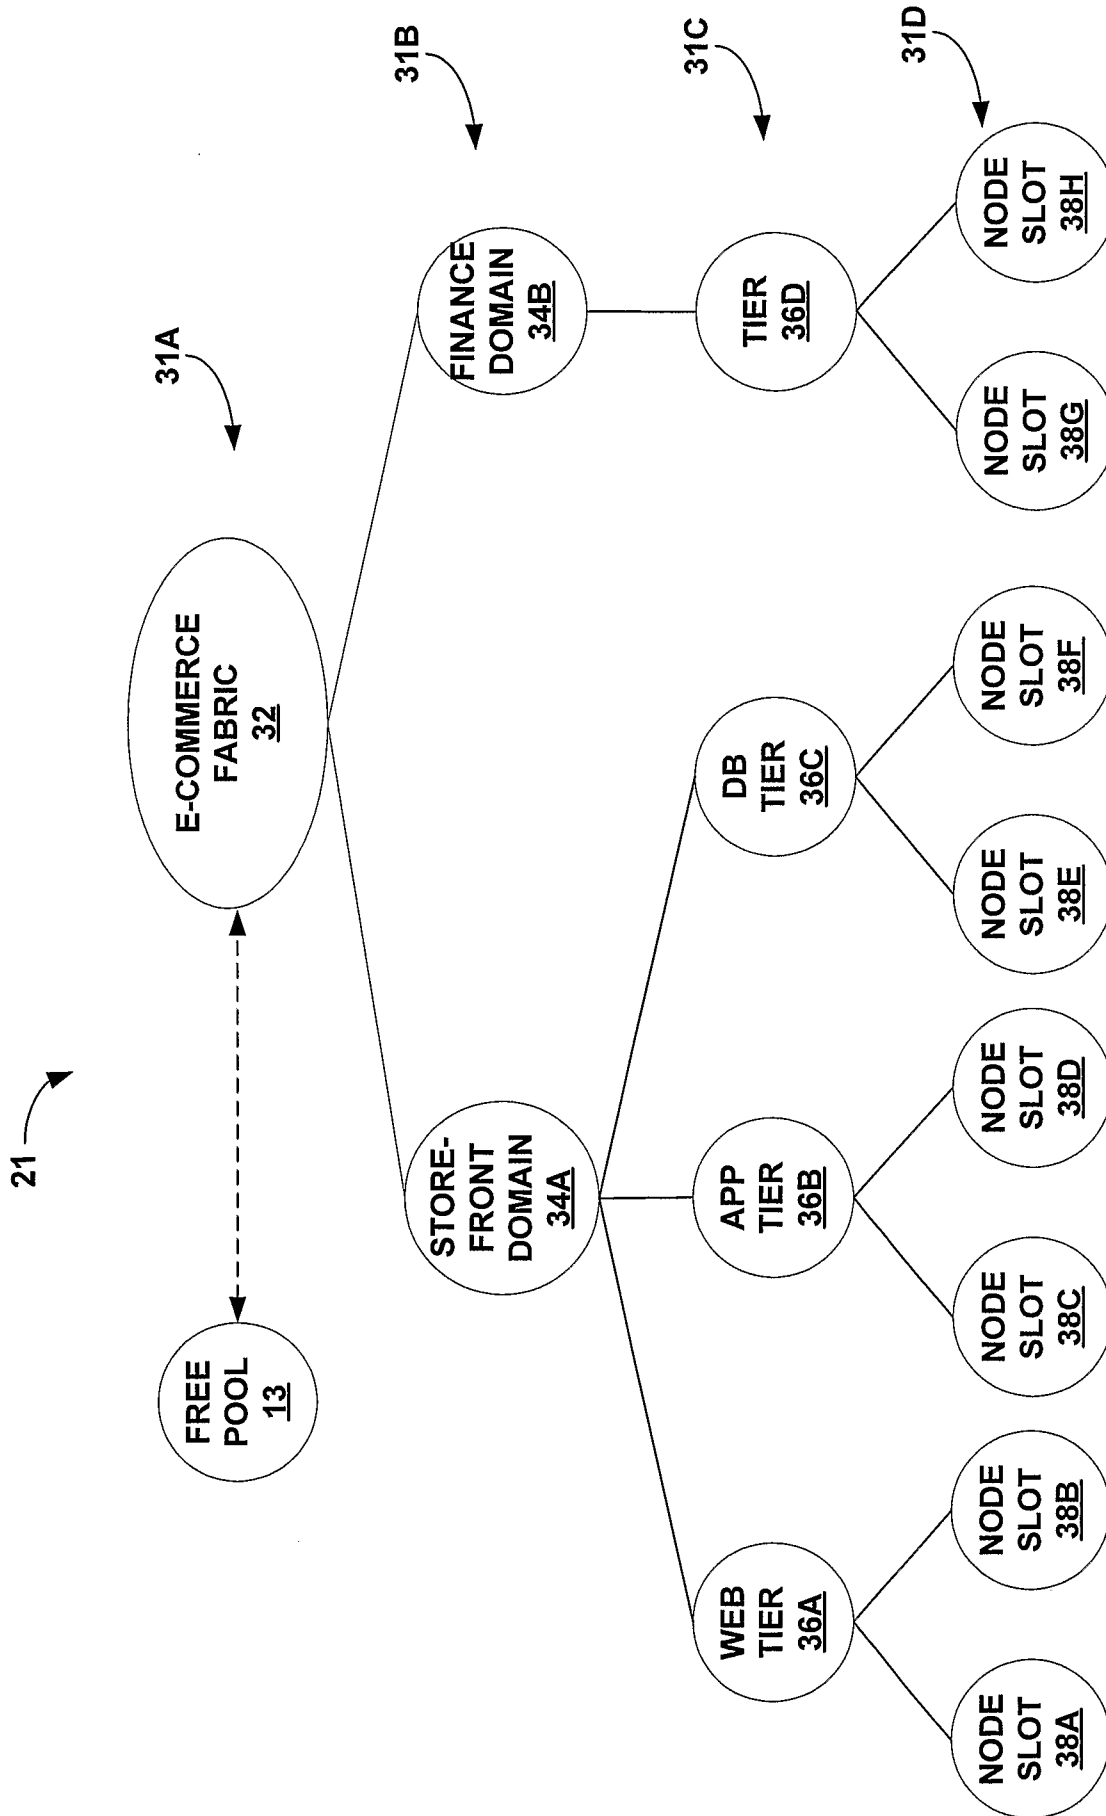 21
31A
FREE
POOL
13
E-COMMERCE
FABRIC
32
31B
STORE-
FRONT
DOMAIN
34A
FINANCE
DOMAIN
34B
31C
WEB
TIER
36A
APP
TIER
36B
DB
TIER
36C
TIER
36D
31D
NODE
SLOT
38A
NODE
SLOT
38B
NODE
SLOT
38C
NODE
SLOT
38D
NODE
SLOT
38E
NODE
SLOT
38F
NODE
SLOT
38G
NODE
SLOT
38H